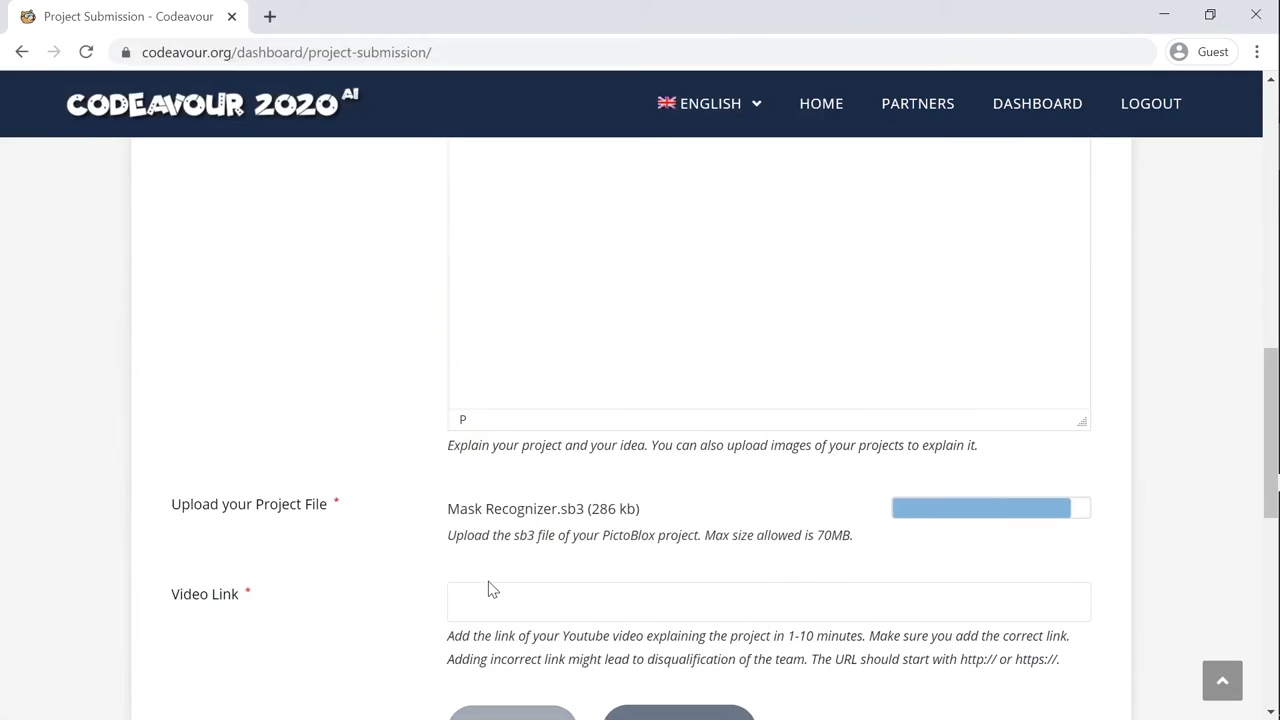 Project Submission - Codeavour
codeavour.org/dashboard/project-submission/
Guest
CODEAVOUR 2020 AI
ENGLISH
HOME
PARTNERS
DASHBOARD
LOGOUT
P
Explain your project and your idea. You can also upload images of your projects to explain it.
Upload your Project File *
Mask Recognizer.sb3 (286 kb)
Upload the sb3 file of your PictoBlox project. Max size allowed is 70MB.
Video Link *
Add the link of your Youtube video explaining the project in 1-10 minutes. Make sure you add the correct link.
Adding incorrect link might lead to disqualification of the team. The URL should start with http:// or https://.